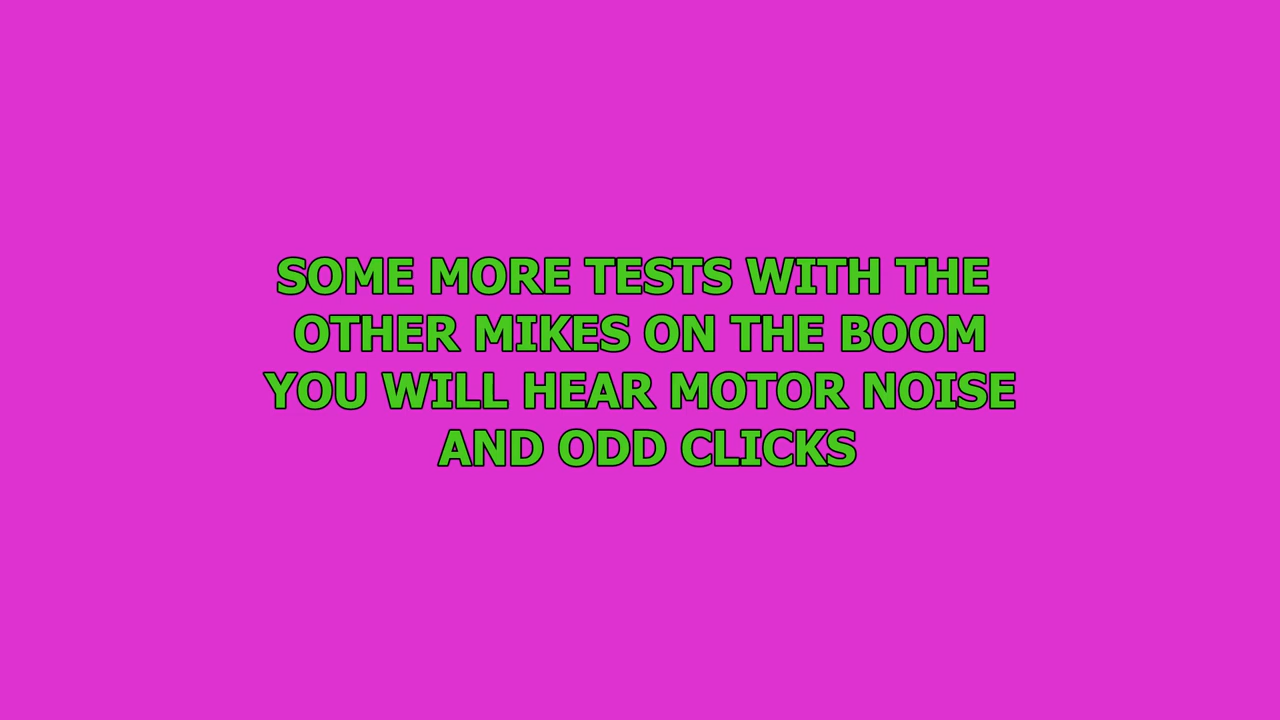 SOME MORE TESTS WITH THE
OTHER MIKES ON THE BOOM
YOU WILL HEAR MOTOR NOISE
AND ODD CLICKS